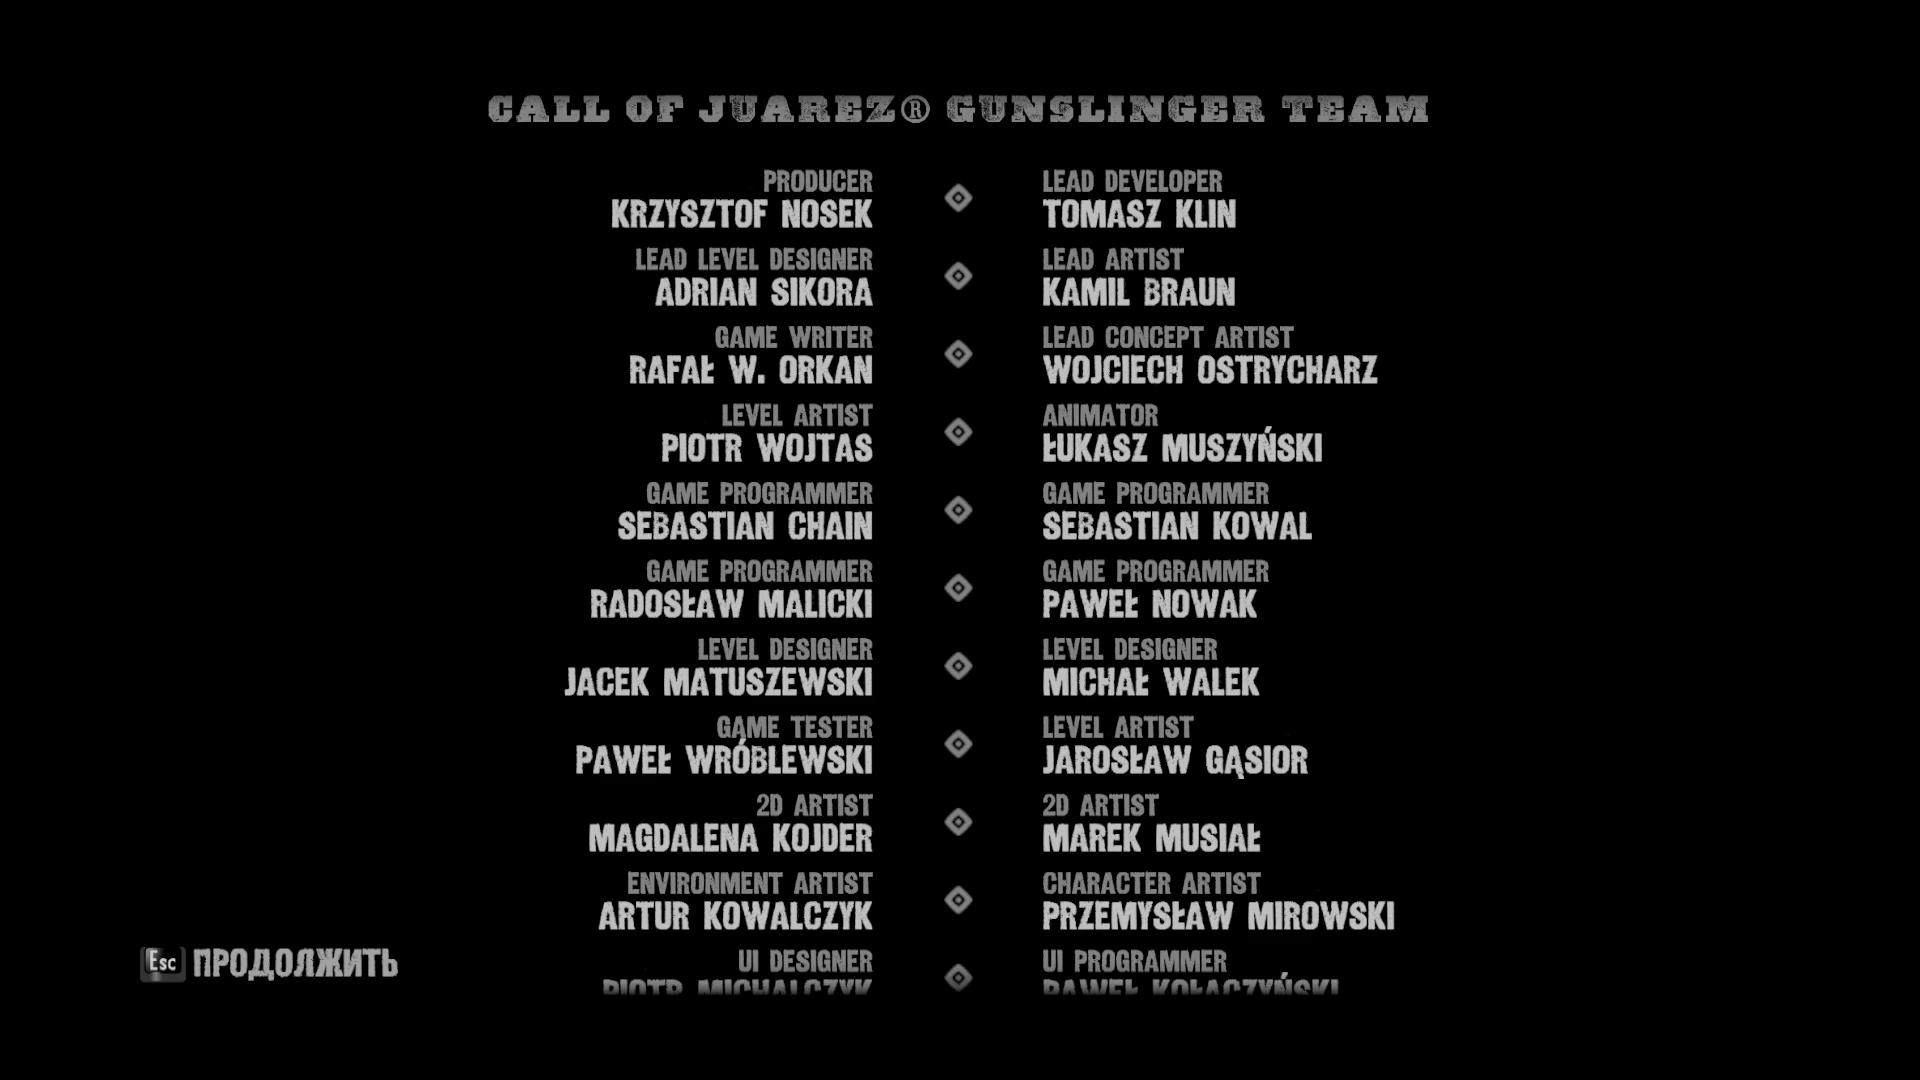 CALL OF JUAREZ® GUNSLINGER TEAM
PRODUCER
KRZYSZTOF NOSEK
LEAD DEVELOPER
TOMASZ KLIN
LEAD LEVEL DESIGNER
ADRIAN SIKORA
LEAD ARTIST
KAMIL BRAUN
GAME WRITER
RAFAŁ W. ORKAN
LEAD CONCEPT ARTIST
WOJCIECH OSTRYCHARZ
LEVEL ARTIST
PIOTR WOJTAS
ANIMATOR
ŁUKASZ MUSZYŃSKI
GAME PROGRAMMER
SEBASTIAN CHAIN
GAME PROGRAMMER
SEBASTIAN KOWAL
GAME PROGRAMMER
RADOSŁAW MALICKI
GAME PROGRAMMER
PAWEŁ NOWAK
LEVEL DESIGNER
JACEK MATUSZEWSKI
LEVEL DESIGNER
MICHAŁ WALEK
GAME TESTER
PAWEŁ WRÓBLEWSKI
LEVEL ARTIST
JAROSŁAW GĄSIOR
2D ARTIST
MAGDALENA KOJDER
2D ARTIST
MAREK MUSIAŁ
ENVIRONMENT ARTIST
ARTUR KOWALCZYK
CHARACTER ARTIST
PRZEMYSŁAW MIROWSKI
UI DESIGNER
PIOTR MICHALCZYK
UI PROGRAMMER
PAWEŁ KOŁACZYŃSKI
Esc ПРОДОЛЖИТЬ